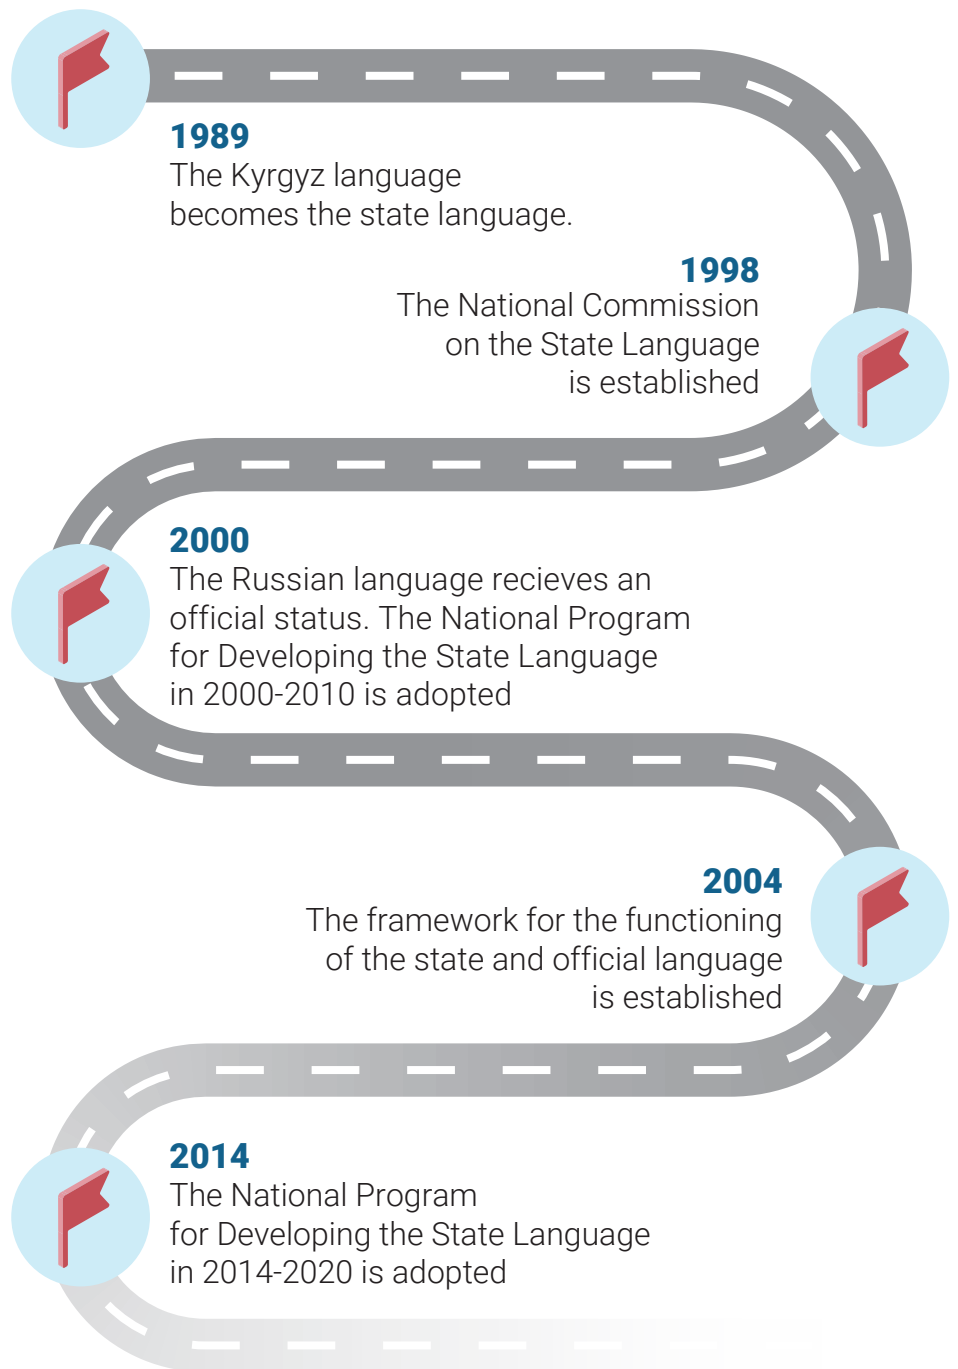 1989
The Kyrgyz language
becomes the state language.
1998
The National Commission
on the State Language
is established
2000
The Russian language recieves an
official status. The National Program
for Developing the State Language
in 2000-2010 is adopted
2004
The framework for the functioning
of the state and official language
is established
2014
The National Program
for Developing the State Language
in 2014-2020 is adopted